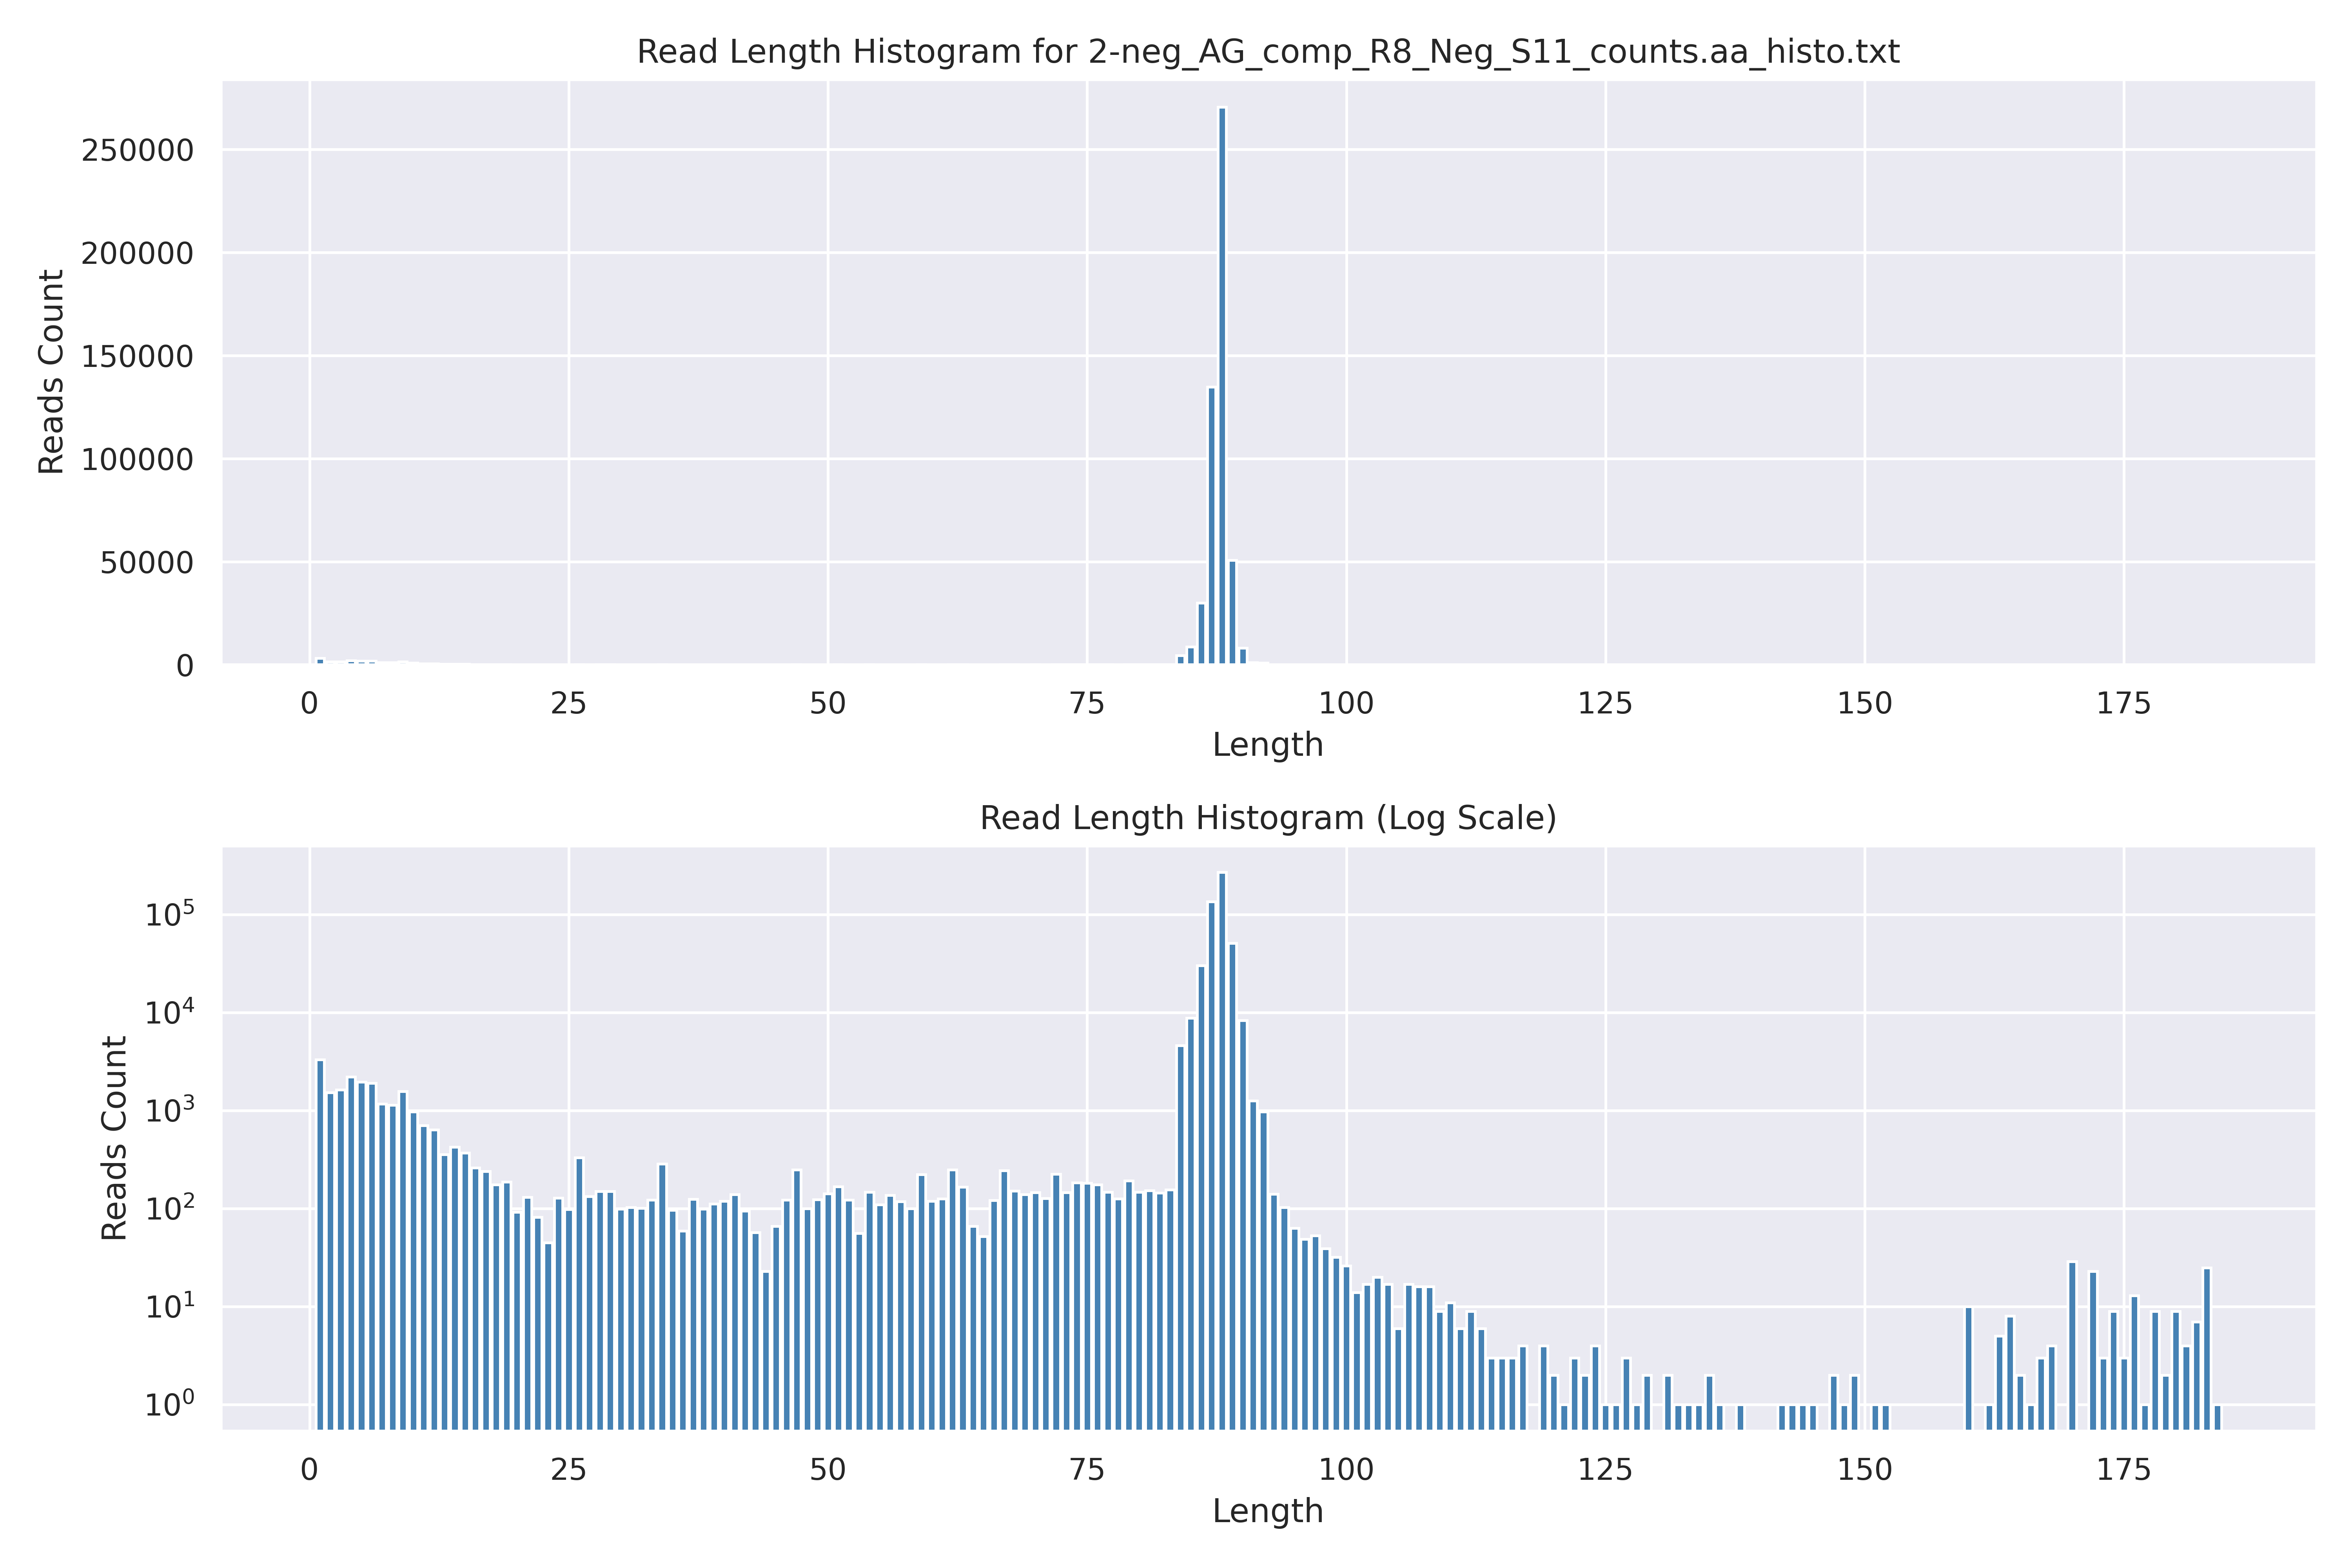 Read Length Histogram for 2-neg_AG_comp_R8_Neg_S11_counts.aa_histo.txt
Reads Count
250000
200000
150000
100000
50000
0
0 25 50 75 100 125 150 175
Length
Read Length Histogram (Log Scale)
Reads Count
10⁵
10⁴
10³
10²
10¹
10⁰
0 25 50 75 100 125 150 175
Length